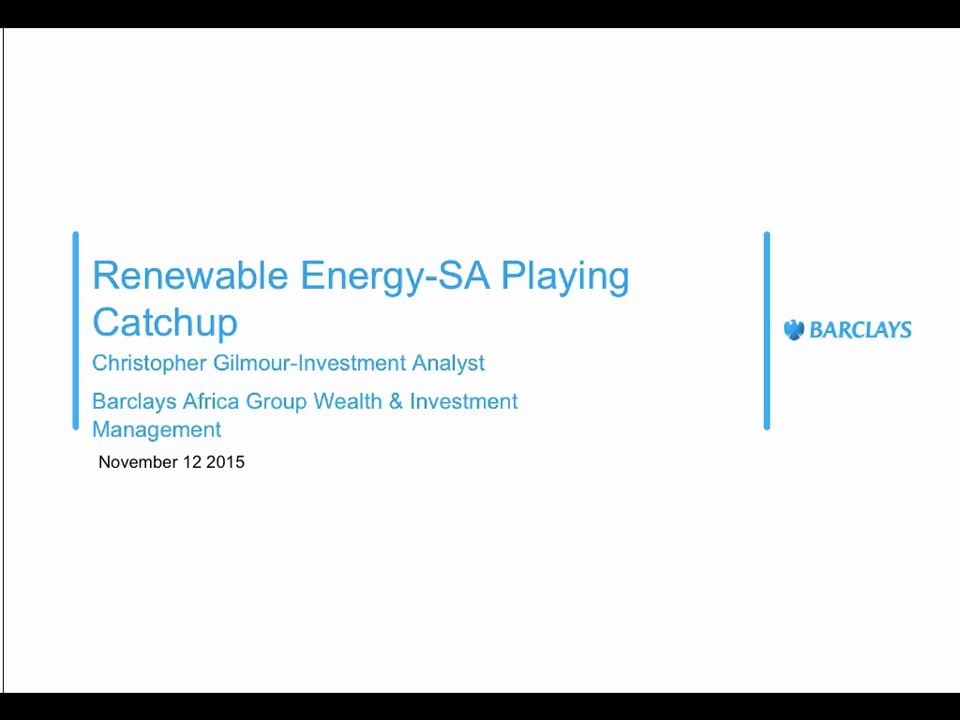 Renewable Energy-SA Playing
Catchup
Christopher Gilmour-Investment Analyst
Barclays Africa Group Wealth & Investment
Management
November 12 2015
BARCLAYS